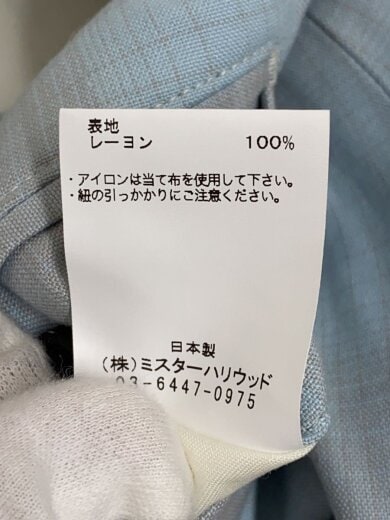 表地
レーヨン 100%
・アイロンは当て布を使用して下さい。
・紐の引っかかりにご注意ください。
日本製
(株)ミスターハリウッド
03-6447-0975